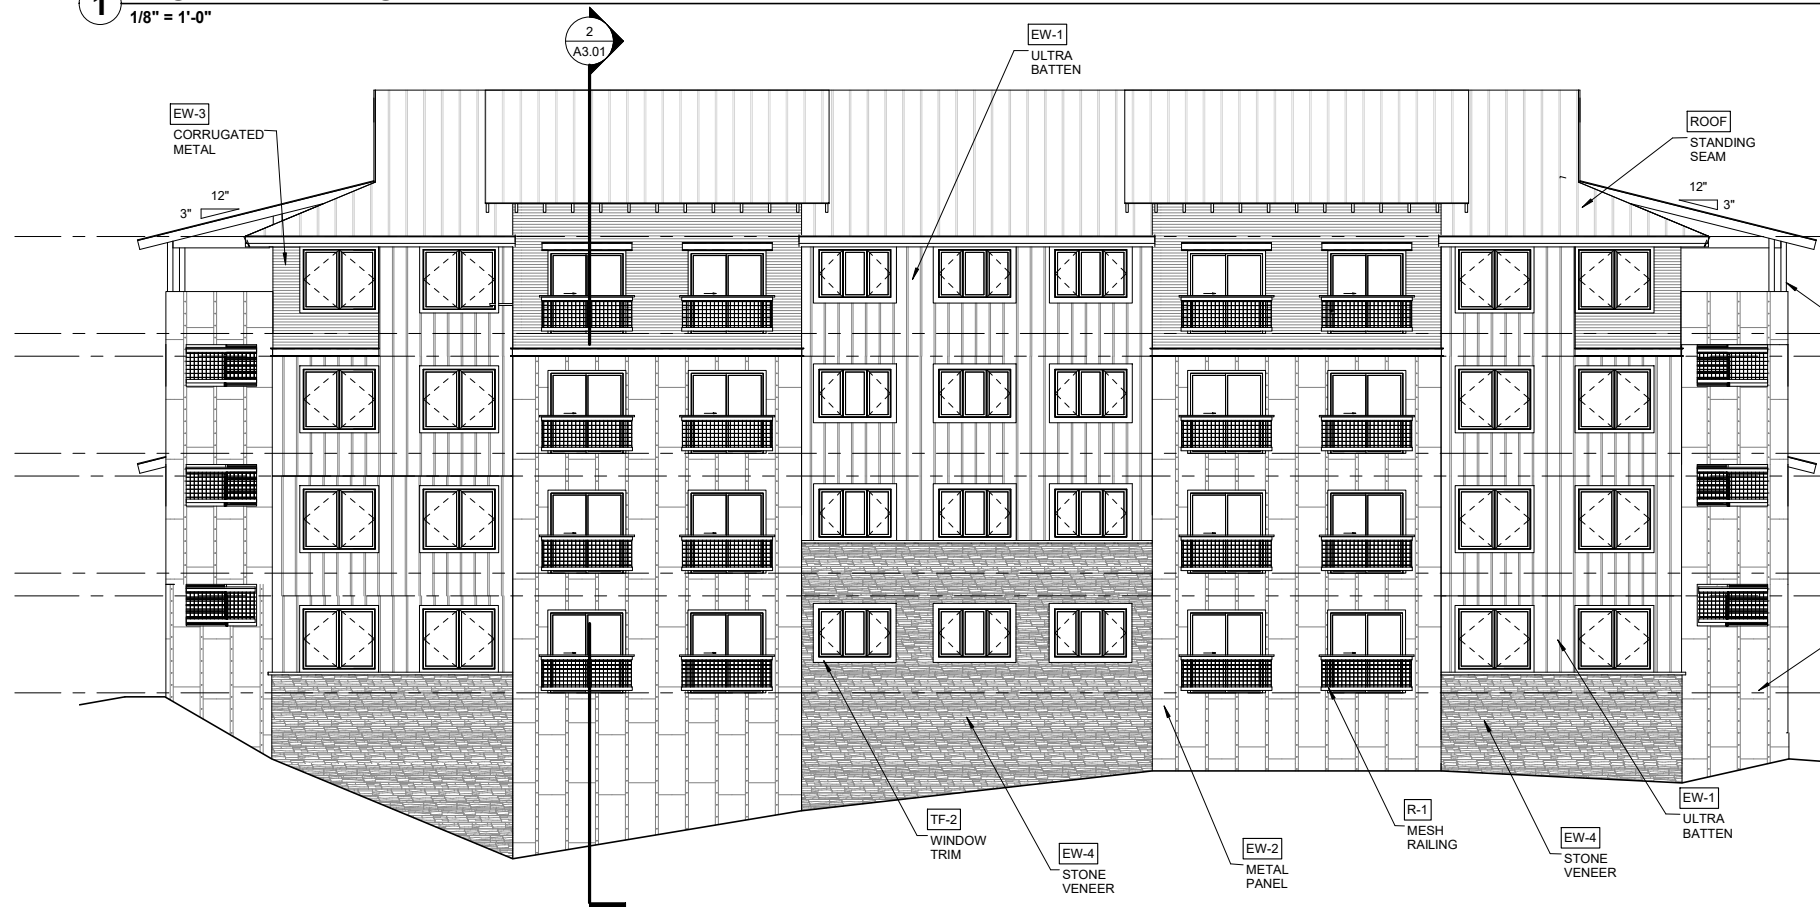 1
1/8" = 1'-0"
2
A3.01
EW-1
ULTRA
BATTEN
EW-3
CORRUGATED
METAL
ROOF
STANDING
SEAM
12"
3"
12"
3"
TF-2
WINDOW
TRIM
EW-4
STONE
VENEER
EW-2
METAL
PANEL
R-1
MESH
RAILING
EW-4
STONE
VENEER
EW-1
ULTRA
BATTEN